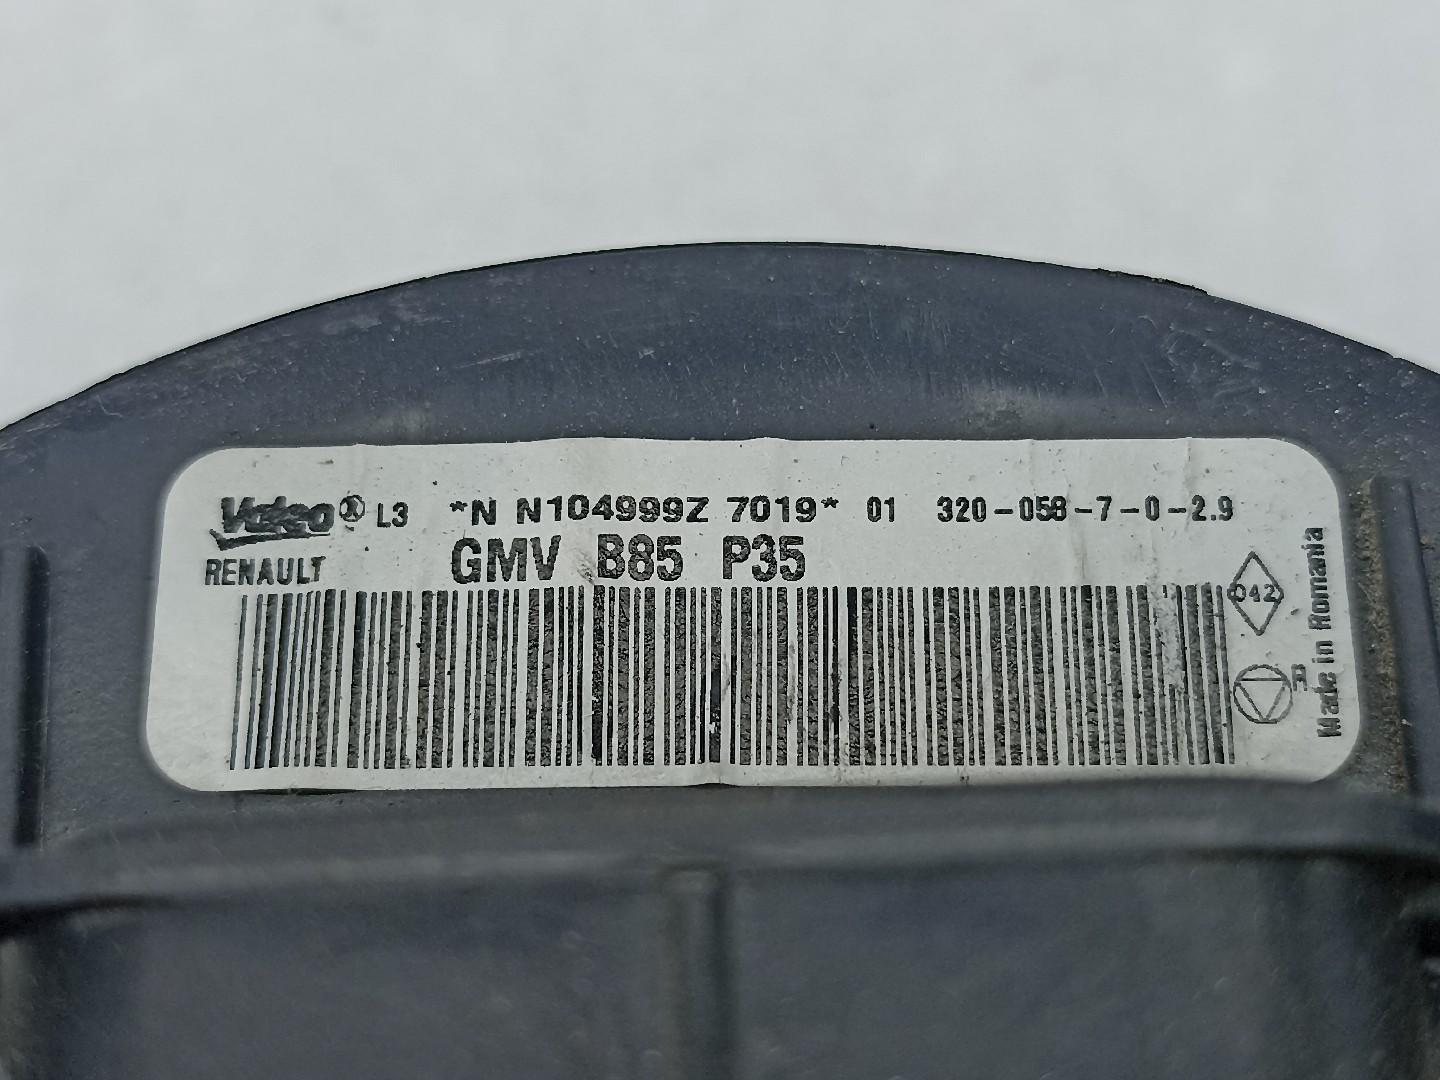 Valeo® L3 *N N104999Z 7019* 01 320-058-7-0-2.9
RENAULT GMV B85 P35
042
R
Made in Romania